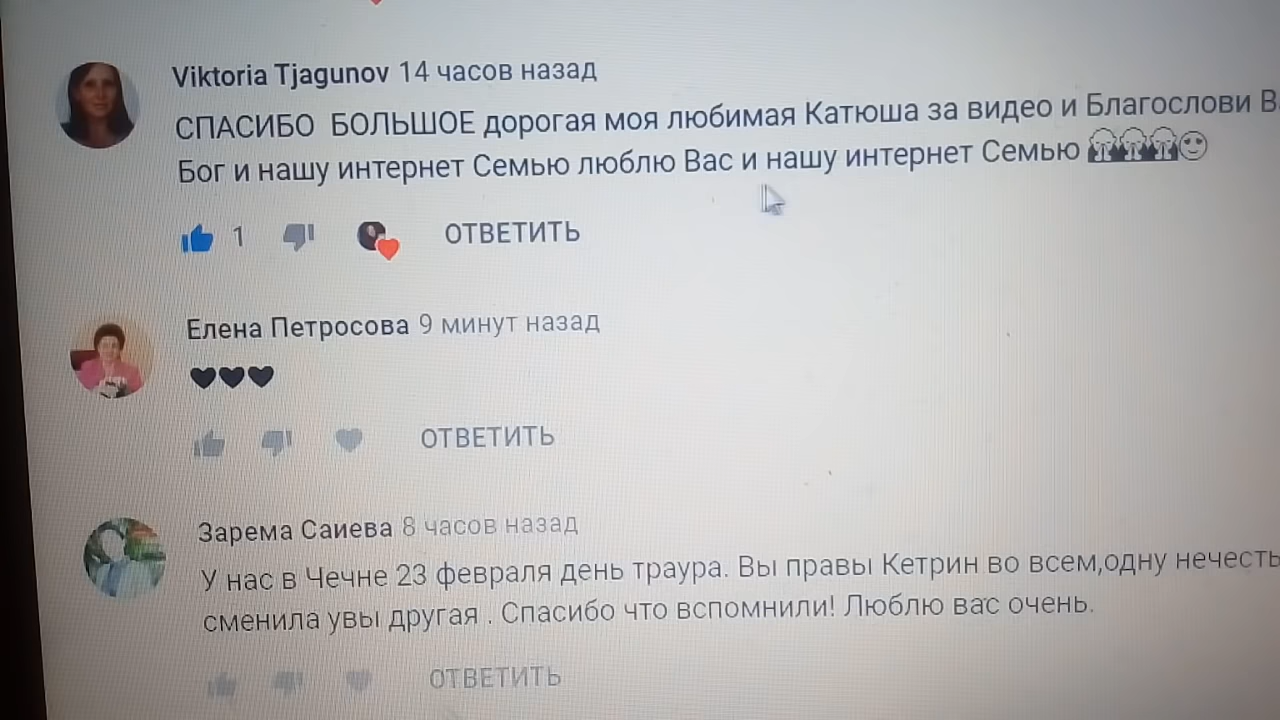 Viktoria Tjagunov 14 часов назад
СПАСИБО БОЛЬШОЕ дорогая моя любимая Катюша за видео и Благослови
Бог и нашу интернет Семью люблю Вас и нашу интернет Семью
1 ОТВЕТИТЬ
Елена Петросова 9 минут назад
🖤🖤🖤
ОТВЕТИТЬ
Зарема Саиева 8 часов назад
У нас в Чечне 23 февраля день траура. Вы правы Кетрин во всем,одну нечесть
сменила увы другая . Спасибо что вспомнили! Люблю вас очень.
ОТВЕТИТЬ